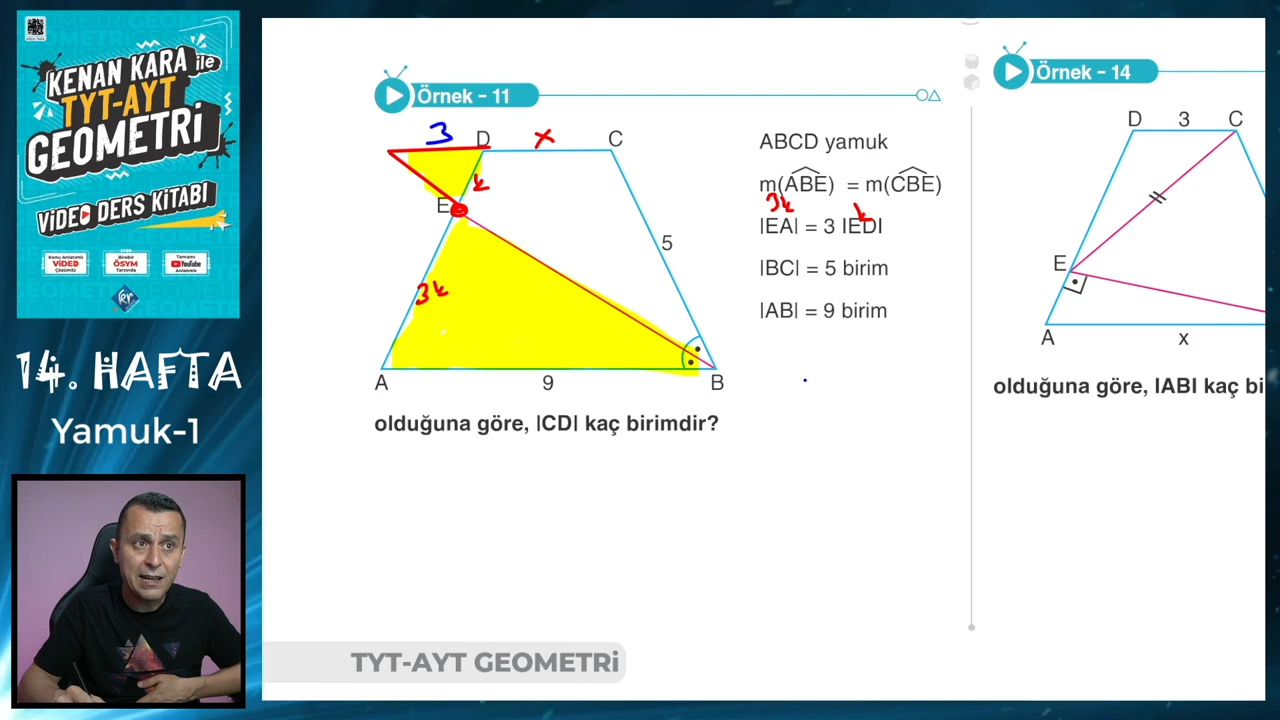 KENAN KARA ile
TYT-AYT
GEOMETRİ
VİDEO DERS KİTABI
14. HAFTA
Yamuk-1
Örnek - 11
3
D
x
C
k
E
5
3k
A
9
B
ABCD yamuk
m(ABE) = m(CBE)
3k
k
|EA| = 3 |ED|
|BC| = 5 birim
|AB| = 9 birim
olduğuna göre, |CD| kaç birimdir?
Örnek - 14
D
3
C
E
A
x
olduğuna göre, |AB| kaç bi
TYT-AYT GEOMETRİ